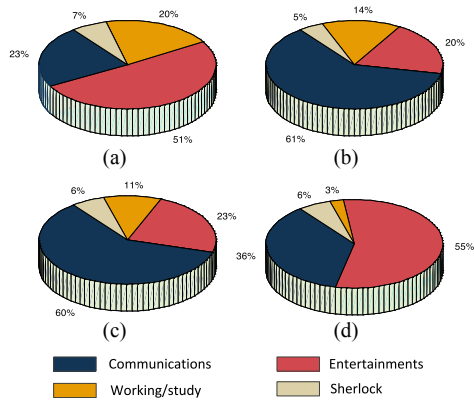 7% 20% 5% 14%
23% 20%
51% 61%
(a) (b)
6% 11% 6% 3%
23% 55%
36%
60%
(c) (d)
Communications Entertainments
Working/study Sherlock